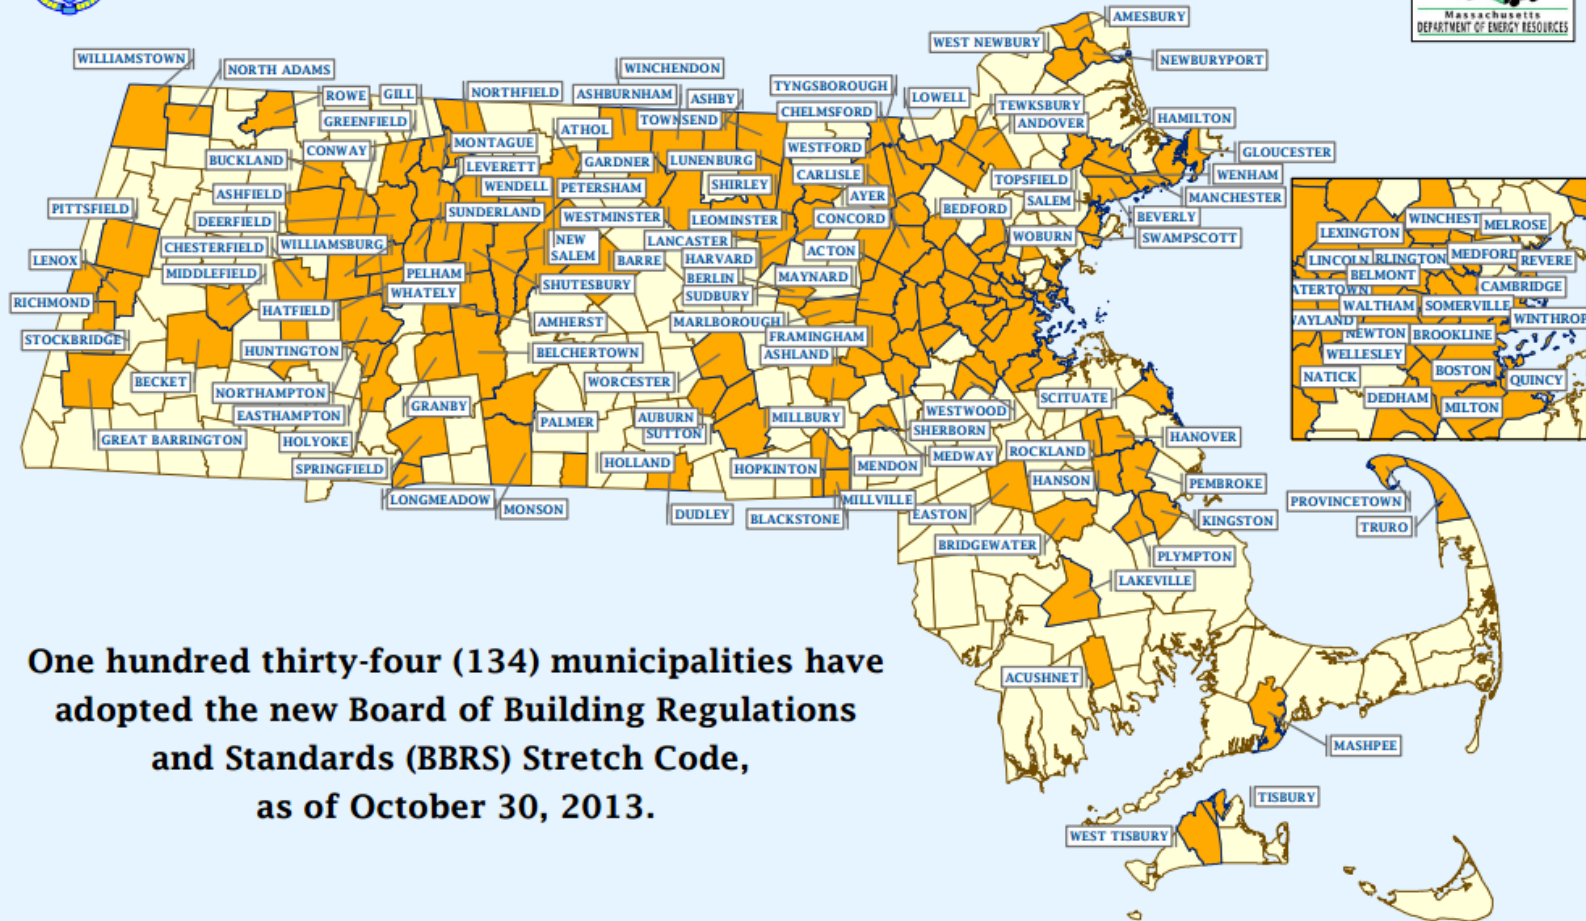 Massachusetts
DEPARTMENT OF ENERGY RESOURCES
AMESBURY
WEST NEWBURY
NEWBURYPORT
WILLIAMSTOWN
NORTH ADAMS
WINCHENDON
ROWE
GILL
NORTHFIELD
ASHBURNHAM
ASHBY
TYNGSBOROUGH
LOWELL
TEWKSBURY
CHELMSFORD
GREENFIELD
TOWNSEND
ANDOVER
HAMILTON
ATHOL
MONTAGUE
CONWAY
WESTFORD
GLOUCESTER
BUCKLAND
LEVERETT
GARDNER
LUNENBURG
CARLISLE
TOPSFIELD
WENHAM
ASHFIELD
WENDELL
PETERSHAM
SHIRLEY
AYER
SALEM
MANCHESTER
PITTSFIELD
DEERFIELD
SUNDERLAND
WESTMINSTER
LEOMINSTER
CONCORD
BEDFORD
BEVERLY
CHESTERFIELD
WILLIAMSBURG
NEW
SALEM
LANCASTER
ACTON
WOBURN
SWAMPSCOTT
LENOX
MIDDLEFIELD
PELHAM
BARRE
HARVARD
BERLIN
MAYNARD
RICHMOND
WHATELY
SHUTESBURY
SUDBURY
HATFIELD
AMHERST
MARLBOROUGH
FRAMINGHAM
STOCKBRIDGE
HUNTINGTON
BELCHERTOWN
ASHLAND
BECKET
NORTHAMPTON
WORCESTER
EASTHAMPTON
GRANBY
PALMER
AUBURN
SUTTON
MILLBURY
WESTWOOD
SCITUATE
GREAT BARRINGTON
HOLYOKE
SHERBORN
HANOVER
SPRINGFIELD
HOLLAND
HOPKINTON
MENDON
MEDWAY
ROCKLAND
LONGMEADOW
MONSON
DUDLEY
BLACKSTONE
MILLVILLE
EASTON
HANSON
PEMBROKE
KINGSTON
BRIDGEWATER
PLYMPTON
LAKEVILLE
ACUSHNET
MASHPEE
TISBURY
WEST TISBURY
PROVINCETOWN
TRURO
LEXINGTON
WINCHEST
MELROSE
LINCOLN
RLINGTON
MEDFORD
REVERE
BELMONT
ATERTOWN
CAMBRIDGE
WALTHAM
SOMERVILLE
WINTHROP
WAYLAND
NEWTON
BROOKLINE
WELLESLEY
NATICK
BOSTON
QUINCY
DEDHAM
MILTON
One hundred thirty-four (134) municipalities have
adopted the new Board of Building Regulations
and Standards (BBRS) Stretch Code,
as of October 30, 2013.